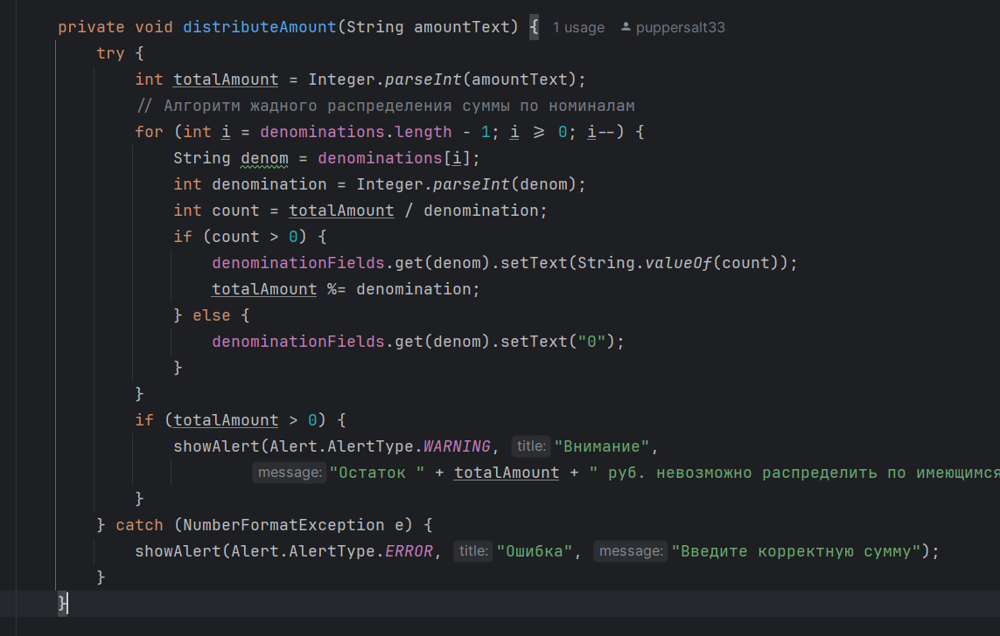 private void distributeAmount(String amountText) { 1 usage puppersalt33
try {
int totalAmount = Integer.parseInt(amountText);
// Алгоритм жадного распределения суммы по номиналам
for (int i = denominations.length - 1; i >= 0; i--) {
String denom = denominations[i];
int denomination = Integer.parseInt(denom);
int count = totalAmount / denomination;
if (count > 0) {
denominationFields.get(denom).setText(String.valueOf(count));
totalAmount %= denomination;
} else {
denominationFields.get(denom).setText("0");
}
}
if (totalAmount > 0) {
showAlert(Alert.AlertType.WARNING, title: "Внимание",
message: "Остаток " + totalAmount + " руб. невозможно распределить по имеющимся
}
} catch (NumberFormatException e) {
showAlert(Alert.AlertType.ERROR, title: "Ошибка", message: "Введите корректную сумму");
}
}